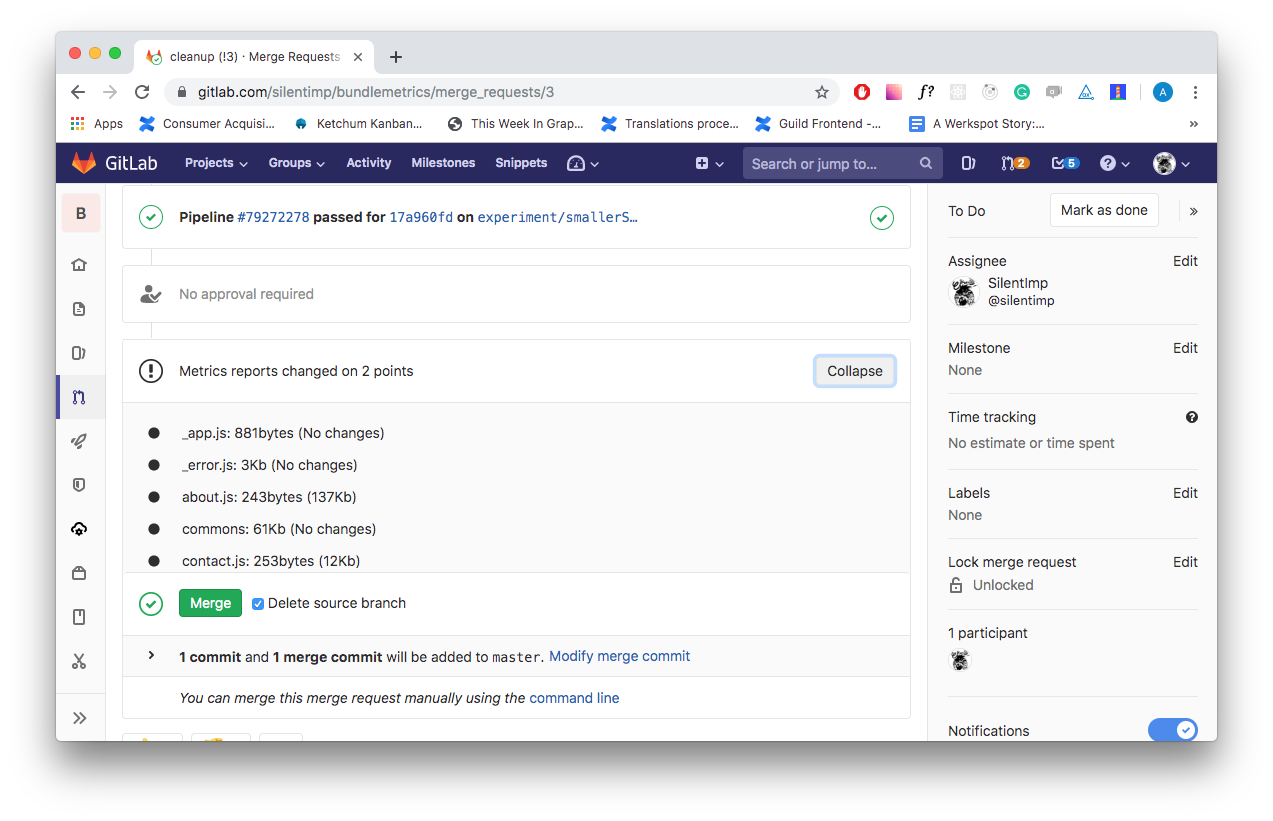 cleanup (!3) · Merge Requests
gitlab.com/silentimp/bundlemetrics/merge_requests/3
f?
A
Apps
Consumer Acquisi...
Ketchum Kanban...
This Week In Grap...
Translations proce...
Guild Frontend -...
A Werkspot Story:...
»
GitLab
Projects
Groups
Activity
Milestones
Snippets
Search or jump to...
2
5
B
Pipeline #79272278 passed for 17a960fd on experiment/smallerS…
No approval required
Metrics reports changed on 2 points
Collapse
_app.js: 881bytes (No changes)
_error.js: 3Kb (No changes)
about.js: 243bytes (137Kb)
commons: 61Kb (No changes)
contact.js: 253bytes (12Kb)
Merge
Delete source branch
1 commit and 1 merge commit will be added to master. Modify merge commit
You can merge this merge request manually using the command line
To Do
Mark as done
»
Assignee
Edit
SilentImp
@silentimp
Milestone
Edit
None
Time tracking
No estimate or time spent
Labels
Edit
None
Lock merge request
Edit
Unlocked
1 participant
Notifications